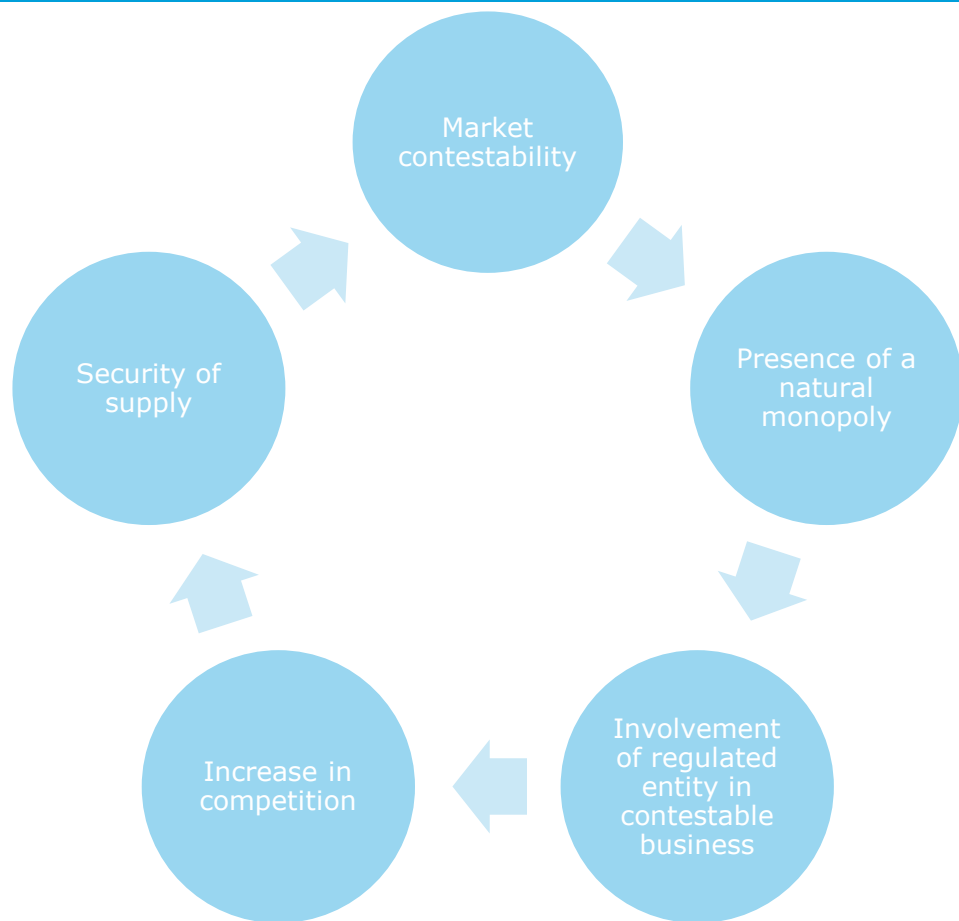 Market
contestability
Presence of a
natural
monopoly
Involvement
of regulated
entity in
contestable
business
Increase in
competition
Security of
supply